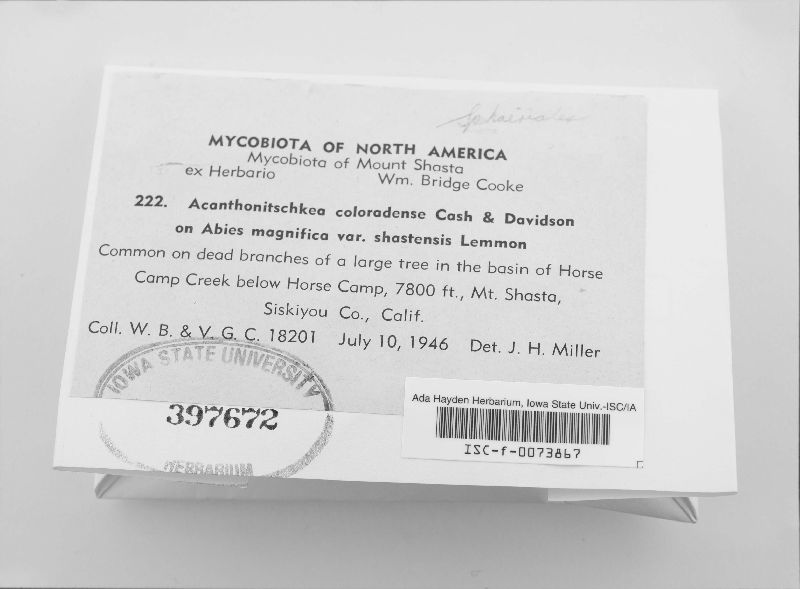 Sphaeriales
MYCOBIOTA OF NORTH AMERICA
Mycobiota of Mount Shasta
ex Herbario Wm. Bridge Cooke
222. Acanthonitschkea coloradense Cash & Davidson
on Abies magnifica var. shastensis Lemmon
Common on dead branches of a large tree in the basin of Horse
Camp Creek below Horse Camp, 7800 ft., Mt. Shasta,
Siskiyou Co., Calif.
Coll. W. B. & V. G. C. 18201 July 10, 1946 Det. J. H. Miller
IOWA STATE UNIVERSITY
397672
HERBARIUM
Ada Hayden Herbarium, Iowa State Univ.-ISC/IA
ISC-f-0073867